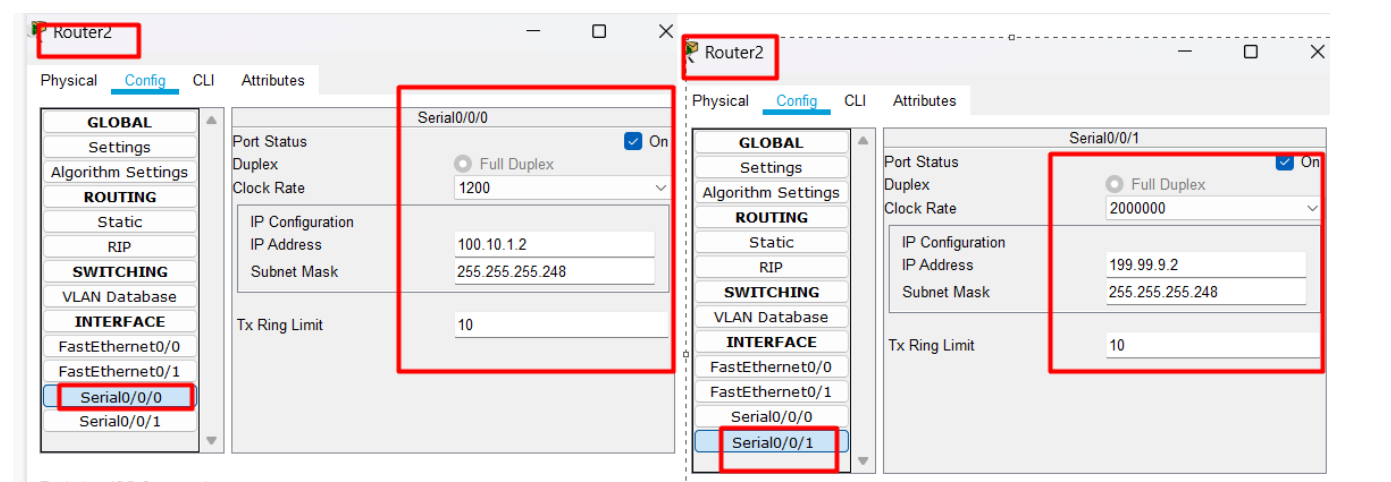 Router2
Physical Config CLI Attributes
GLOBAL
Settings
Algorithm Settings
ROUTING
Static
RIP
SWITCHING
VLAN Database
INTERFACE
FastEthernet0/0
FastEthernet0/1
Serial0/0/0
Serial0/0/1
Serial0/0/0
Port Status On
Duplex Full Duplex
Clock Rate 1200
IP Configuration
IP Address 100.10.1.2
Subnet Mask 255.255.255.248
Tx Ring Limit 10
Router2
Physical Config CLI Attributes
GLOBAL
Settings
Algorithm Settings
ROUTING
Static
RIP
SWITCHING
VLAN Database
INTERFACE
FastEthernet0/0
FastEthernet0/1
Serial0/0/0
Serial0/0/1
Serial0/0/1
Port Status On
Duplex Full Duplex
Clock Rate 2000000
IP Configuration
IP Address 199.99.9.2
Subnet Mask 255.255.255.248
Tx Ring Limit 10